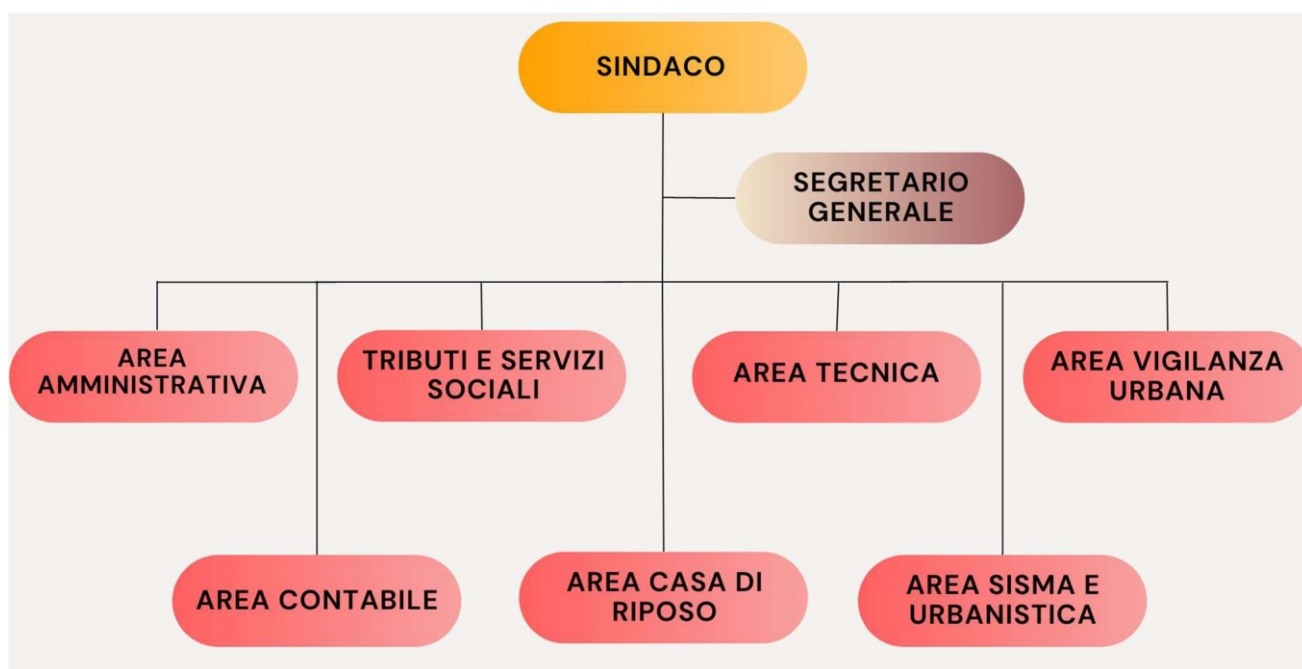 SINDACO
SEGRETARIO
GENERALE
AREA
AMMINISTRATIVA
TRIBUTI E SERVIZI
SOCIALI
AREA TECNICA
AREA VIGILANZA
URBANA
AREA CONTABILE
AREA CASA DI
RIPOSO
AREA SISMA E
URBANISTICA